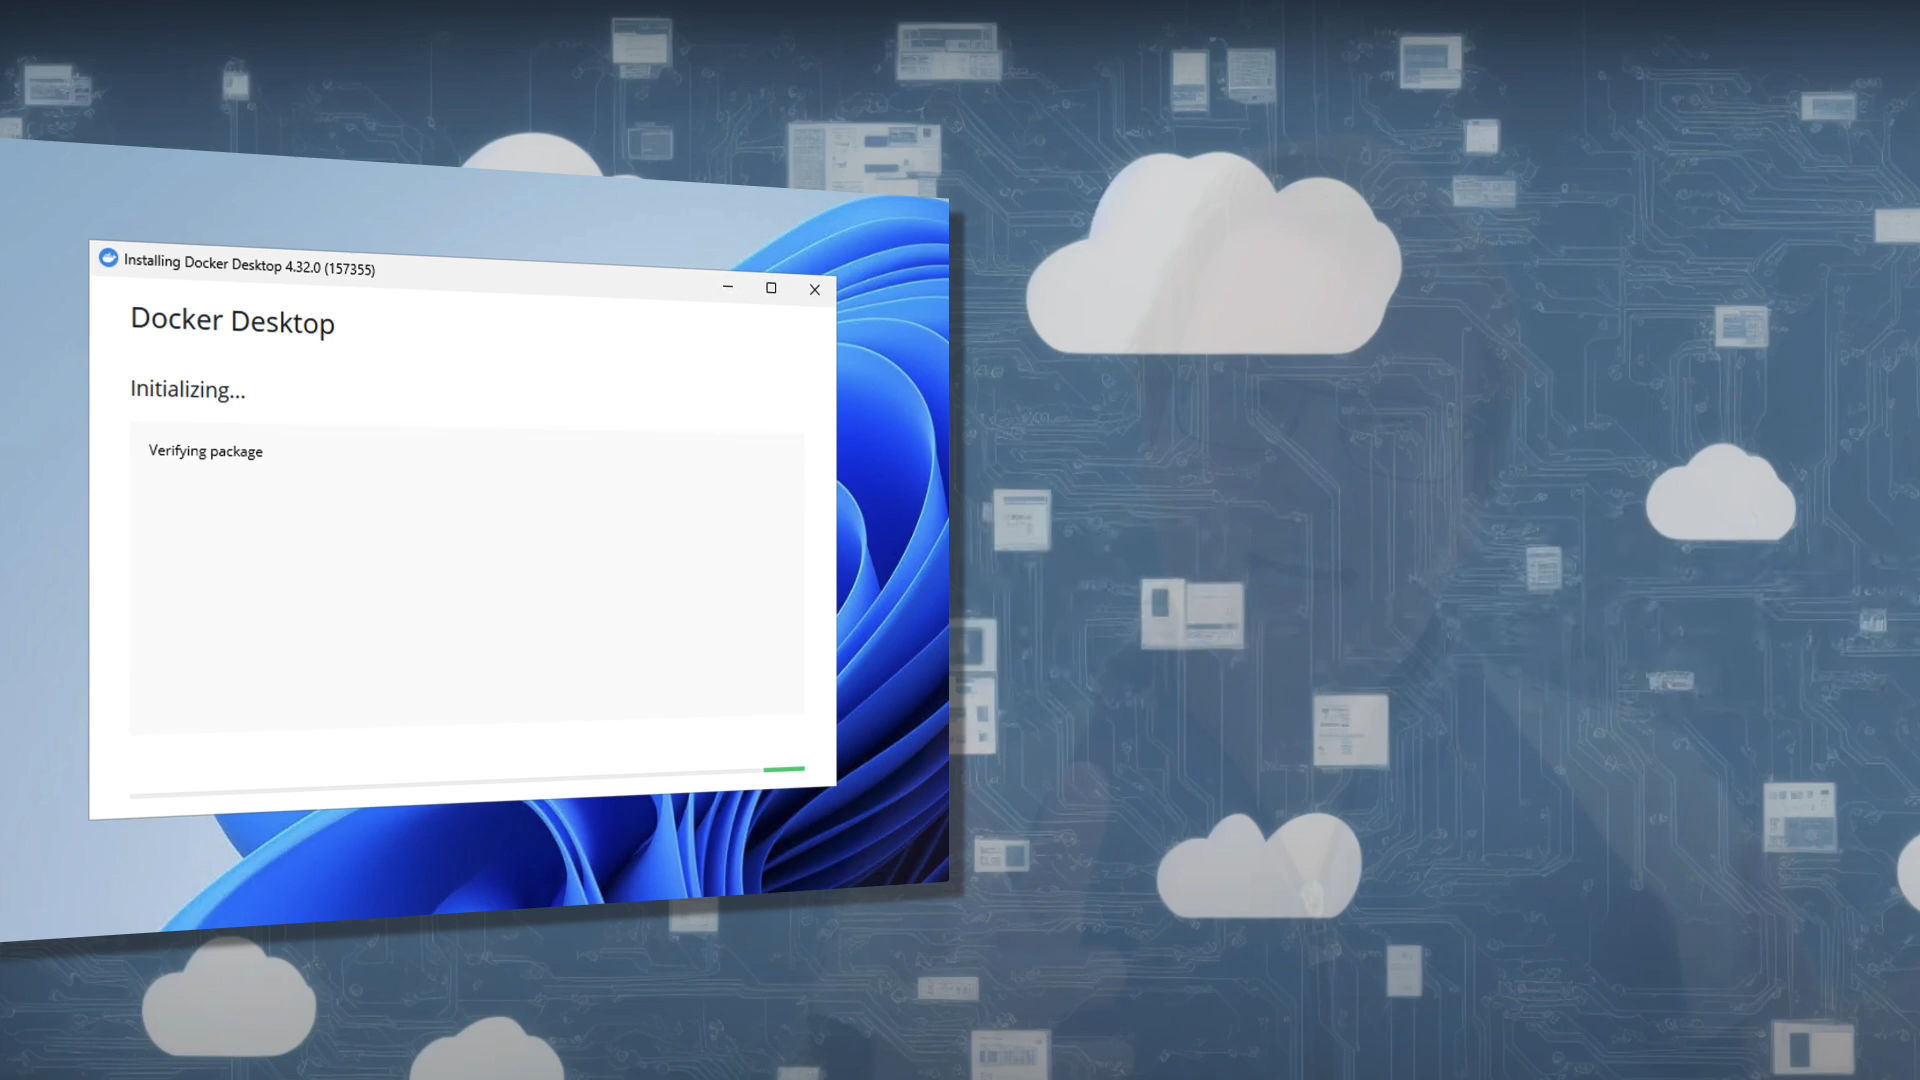 Installing Docker Desktop 4.32.0 (157355)
Docker Desktop
Initializing...
Verifying package